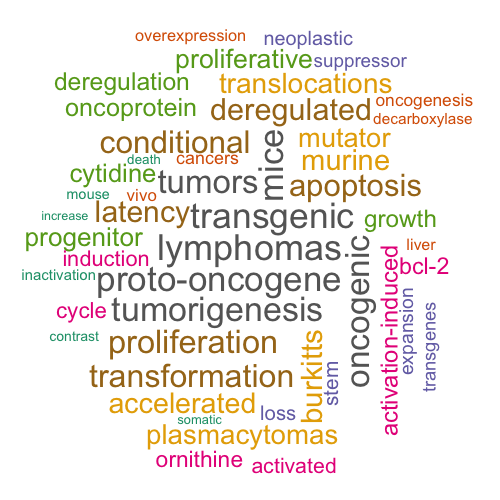 overexpression
neoplastic
proliferative
suppressor
deregulation
translocations
oncoprotein
deregulated
oncogenesis
decarboxylase
conditional
mice
mutator
death
cancers
murine
cytidine
tumors
apoptosis
mouse
vivo
latency
transgenic
growth
increase
progenitor
lymphomas
oncogenic
liver
induction
activation-induced
bcl-2
inactivation
proto-oncogene
expansion
transgenes
cycle
tumorigenesis
contrast
proliferation
burkitts
stem
transformation
accelerated
loss
somatic
plasmacytomas
ornithine
activated